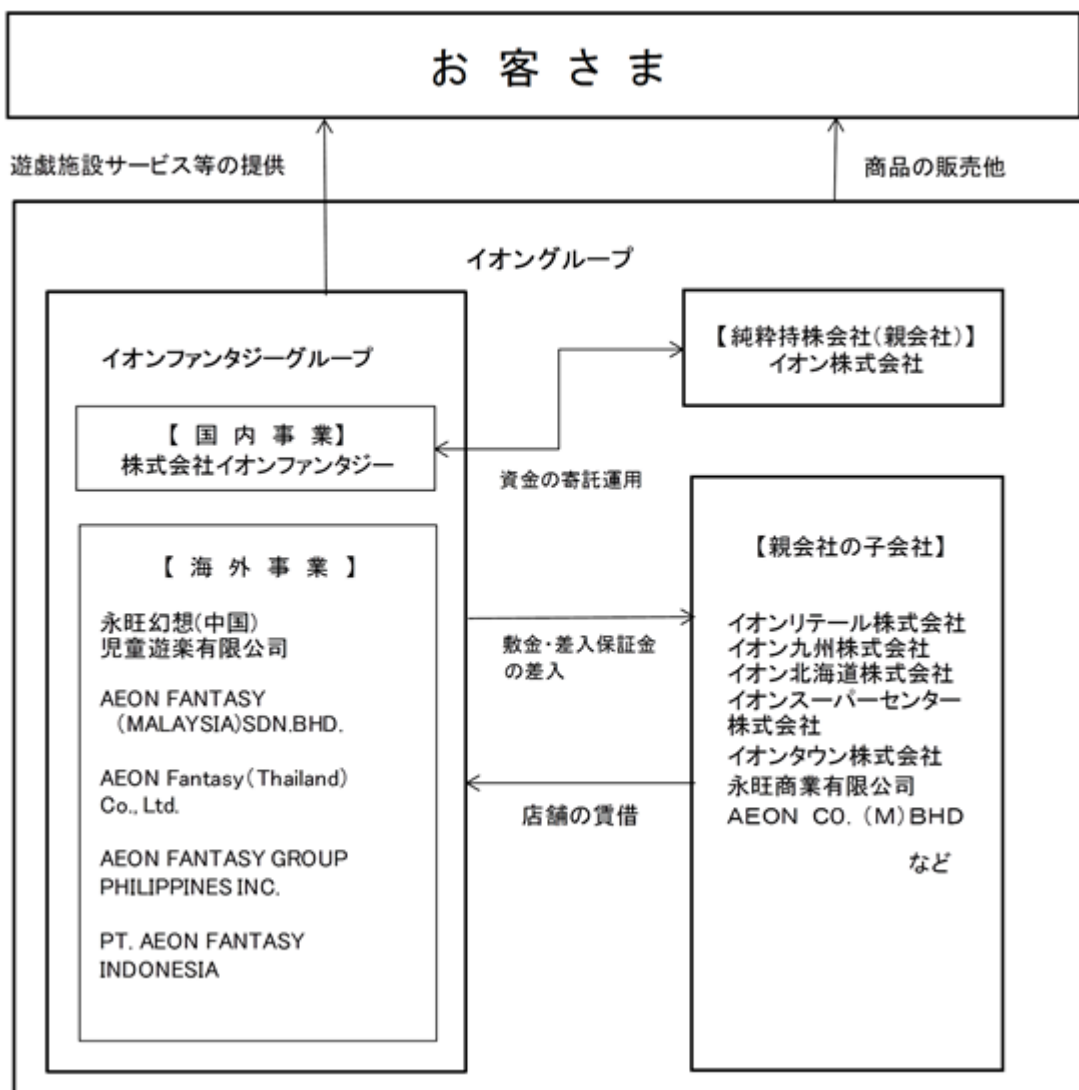 お客さま
遊戯施設サービス等の提供
商品の販売他
イオングループ
イオンファンタジーグループ
【国内事業】
株式会社イオンファンタジー
【純粋持株会社(親会社)】
イオン株式会社
資金の寄託運用
【海外事業】
永旺幻想(中国)
児童遊楽有限公司
AEON FANTASY
(MALAYSIA)SDN.BHD.
AEON Fantasy(Thailand)
Co., Ltd.
AEON FANTASY GROUP
PHILIPPINES INC.
PT. AEON FANTASY
INDONESIA
敷金・差入保証金
の差入
店舗の賃借
【親会社の子会社】
イオンリテール株式会社
イオン九州株式会社
イオン北海道株式会社
イオンスーパーセンター
株式会社
イオンタウン株式会社
永旺商業有限公司
AEON CO. (M)BHD
など